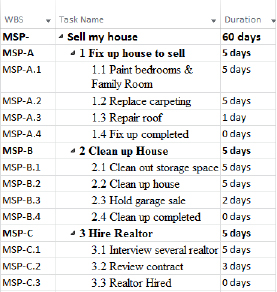 WBS Task Name Duration
MSP- Sell my house 60 days
MSP-A 1 Fix up house to sell 5 days
MSP-A.1 1.1 Paint bedrooms & 5 days
Family Room
MSP-A.2 1.2 Replace carpeting 5 days
MSP-A.3 1.3 Repair roof 1 day
MSP-A.4 1.4 Fix up completed 0 days
MSP-B 2 Clean up House 5 days
MSP-B.1 2.1 Clean out storage space 5 days
MSP-B.2 2.2 Clean up house 5 days
MSP-B.3 2.3 Hold garage sale 2 days
MSP-B.4 2.4 Clean up completed 0 days
MSP-C 3 Hire Realtor 5 days
MSP-C.1 3.1 Interview several realtor 5 days
MSP-C.2 3.2 Review contract 3 days
MSP-C.3 3.3 Realtor Hired 0 days